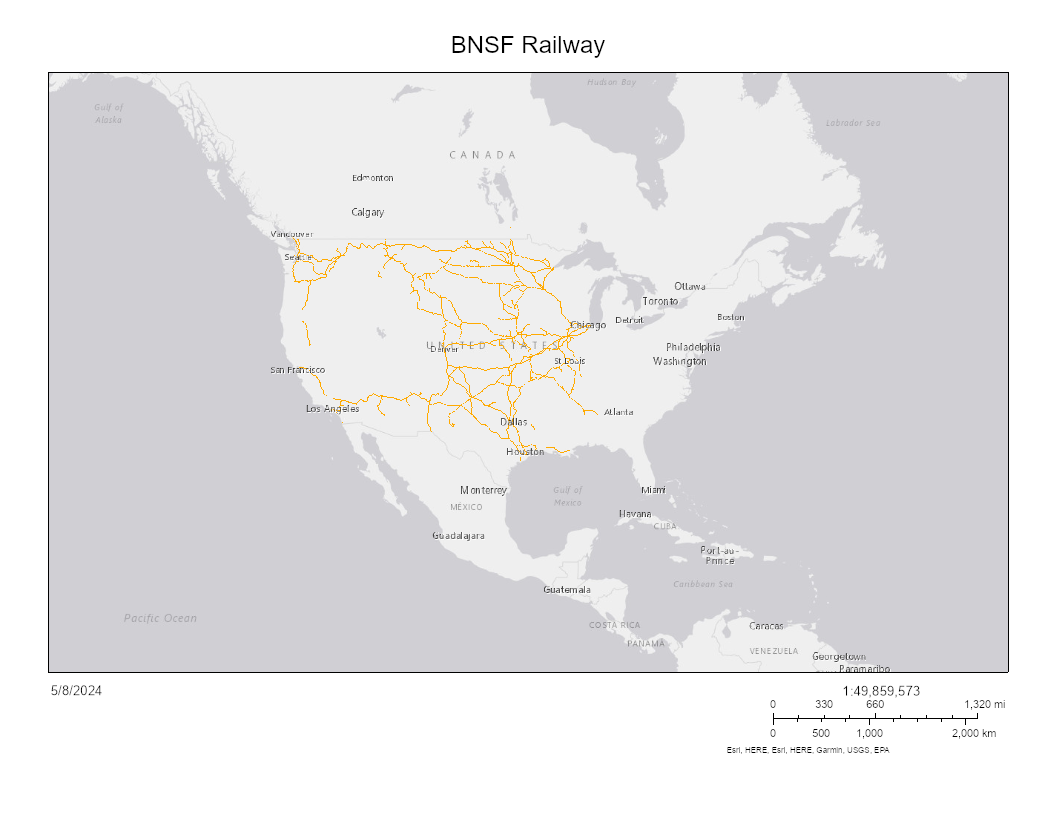 BNSF Railway
Hudson Bay
Gulf of
Alaska
Labrador Sea
CANADA
Edmonton
Calgary
Vancouver
Seattle
Ottawa
Toronto
Boston
Detroit
Chicago
UNITED STATES
Denver
Philadelphia
Washington
St Louis
San Francisco
Los Angeles
Atlanta
Dallas
Houston
Monterrey
Gulf of
Mexico
Miami
MÉXICO
Havana
CUBA
Guadalajara
Port-au-
Prince
Guatemala
Caribbean Sea
Pacific Ocean
COSTA RICA
Caracas
PANAMA
VENEZUELA
Georgetown
Paramaribo
5/8/2024
1:49,859,573
0 330 660 1,320 mi
0 500 1,000 2,000 km
Esri, HERE, Esri, HERE, Garmin, USGS, EPA